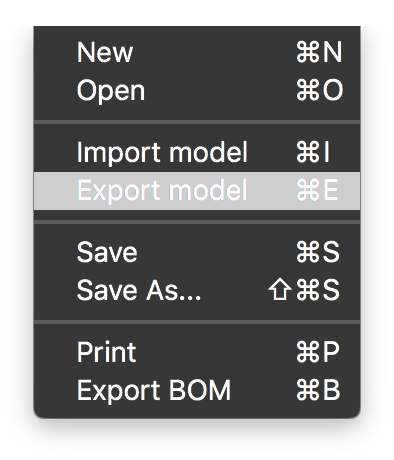 New ⌘N
Open ⌘O
Import model ⌘I
Export model ⌘E
Save ⌘S
Save As... ⇧⌘S
Print ⌘P
Export BOM ⌘B